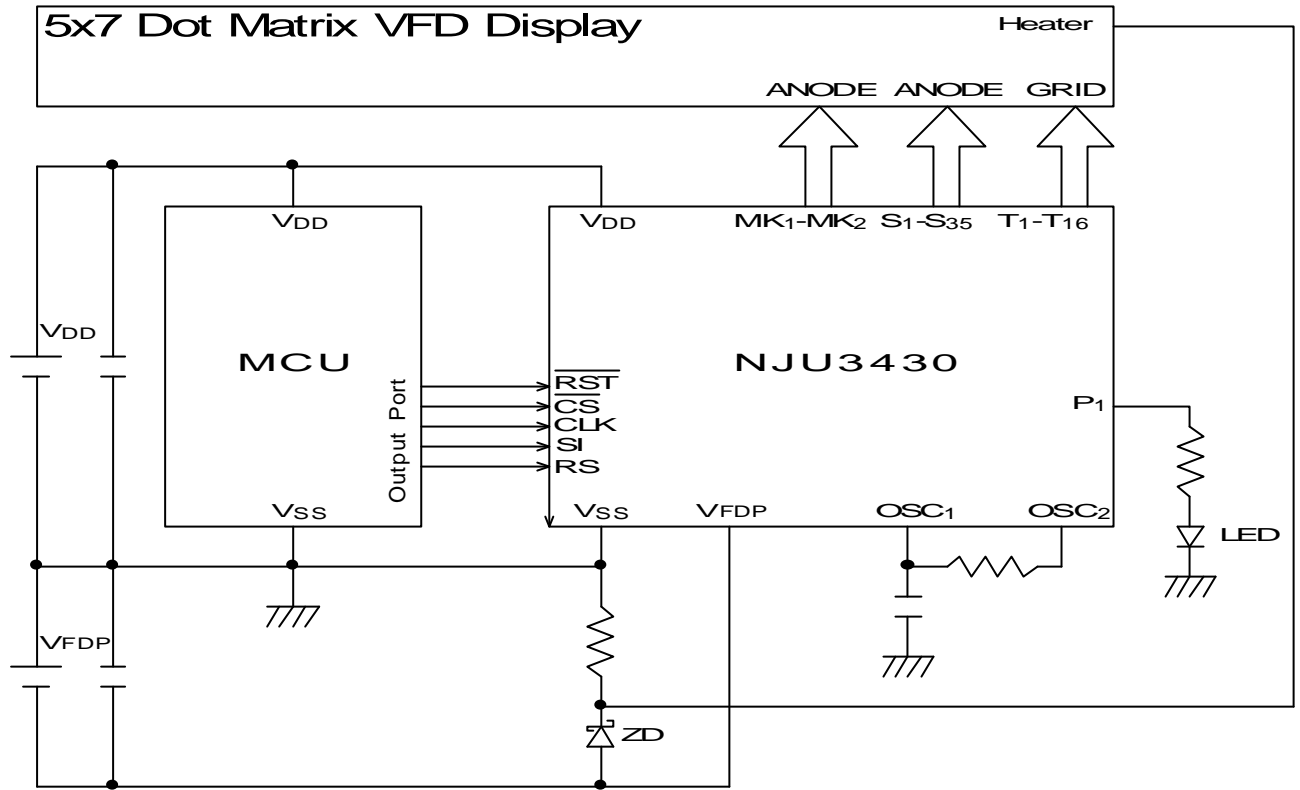 5x7 Dot Matrix VFD Display
Heater
ANODE ANODE GRID
VDD
VDD
MK1-MK2 S1-S35 T1-T16
VDD
MCU
NJU3430
Output Port
RST
CS
CLK
SI
RS
P1
VSS
VSS
VFDP
OSC1
OSC2
LED
VFDP
ZD